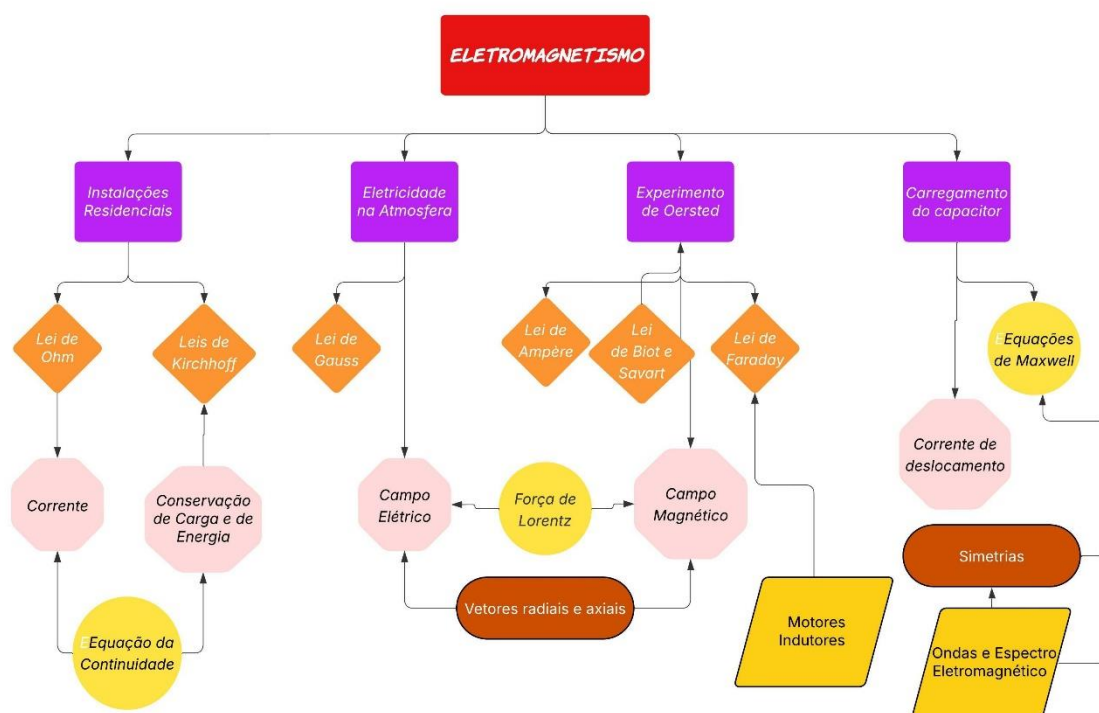 ELETROMAGNETISMO
Instalações
Residenciais
Eletricidade
na Atmosfera
Experimento
de Oersted
Carregamento
do capacitor
Lei de
Ohm
Leis de
Kirchhoff
Lei de
Gauss
Lei de
Ampère
Lei
de Biot e
Savart
Lei de
Faraday
EEquações
de Maxwell
Corrente
Conservação
de Carga e de
Energia
Campo
Elétrico
Força de
Lorentz
Campo
Magnético
Corrente de
deslocamento
EEquação da
Continuidade
Vetores radiais e axiais
Motores
Indutores
Simetrias
Ondas e Espectro
Eletromagnético